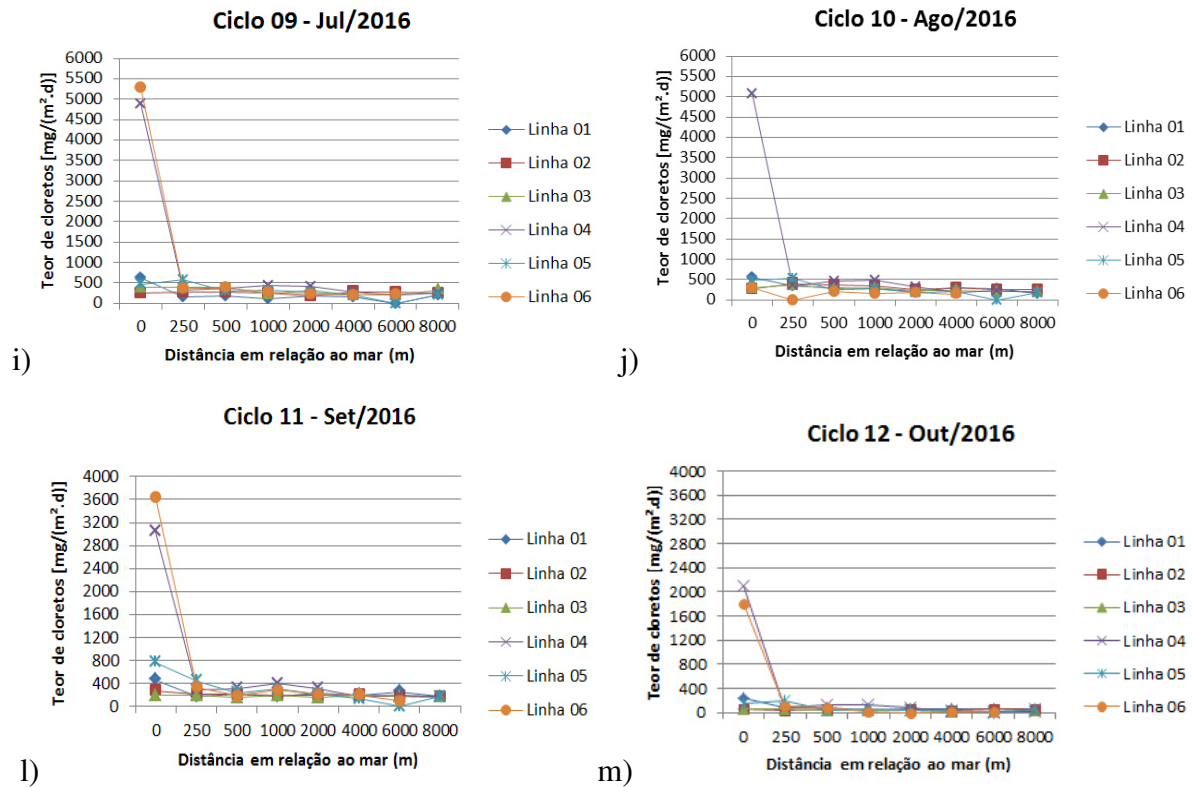 Ciclo 09 - Jul/2016
Teor de cloretos [mg/(m².d)]
6000
5500
5000
4500
4000
3500
3000
2500
2000
1500
1000
500
0
0 250 500 1000 2000 4000 6000 8000
Distância em relação ao mar (m)
Linha 01
Linha 02
Linha 03
Linha 04
Linha 05
Linha 06
i)
Ciclo 10 - Ago/2016
Teor de cloretos [mg/(m².d)]
6000
5500
5000
4500
4000
3500
3000
2500
2000
1500
1000
500
0
0 250 500 1000 2000 4000 6000 8000
Distância em relação ao mar (m)
Linha 01
Linha 02
Linha 03
Linha 04
Linha 05
Linha 06
j)
Ciclo 11 - Set/2016
Teor de cloretos [mg/(m².d)]
4000
3600
3200
2800
2400
2000
1600
1200
800
400
0
0 250 500 1000 2000 4000 6000 8000
Distância em relação ao mar (m)
Linha 01
Linha 02
Linha 03
Linha 04
Linha 05
Linha 06
l)
Ciclo 12 - Out/2016
Teor de cloretos [mg/(m².d)]
4000
3600
3200
2800
2400
2000
1600
1200
800
400
0
0 250 500 1000 2000 4000 6000 8000
Distância em relação ao mar (m)
Linha 01
Linha 02
Linha 03
Linha 04
Linha 05
Linha 06
m)